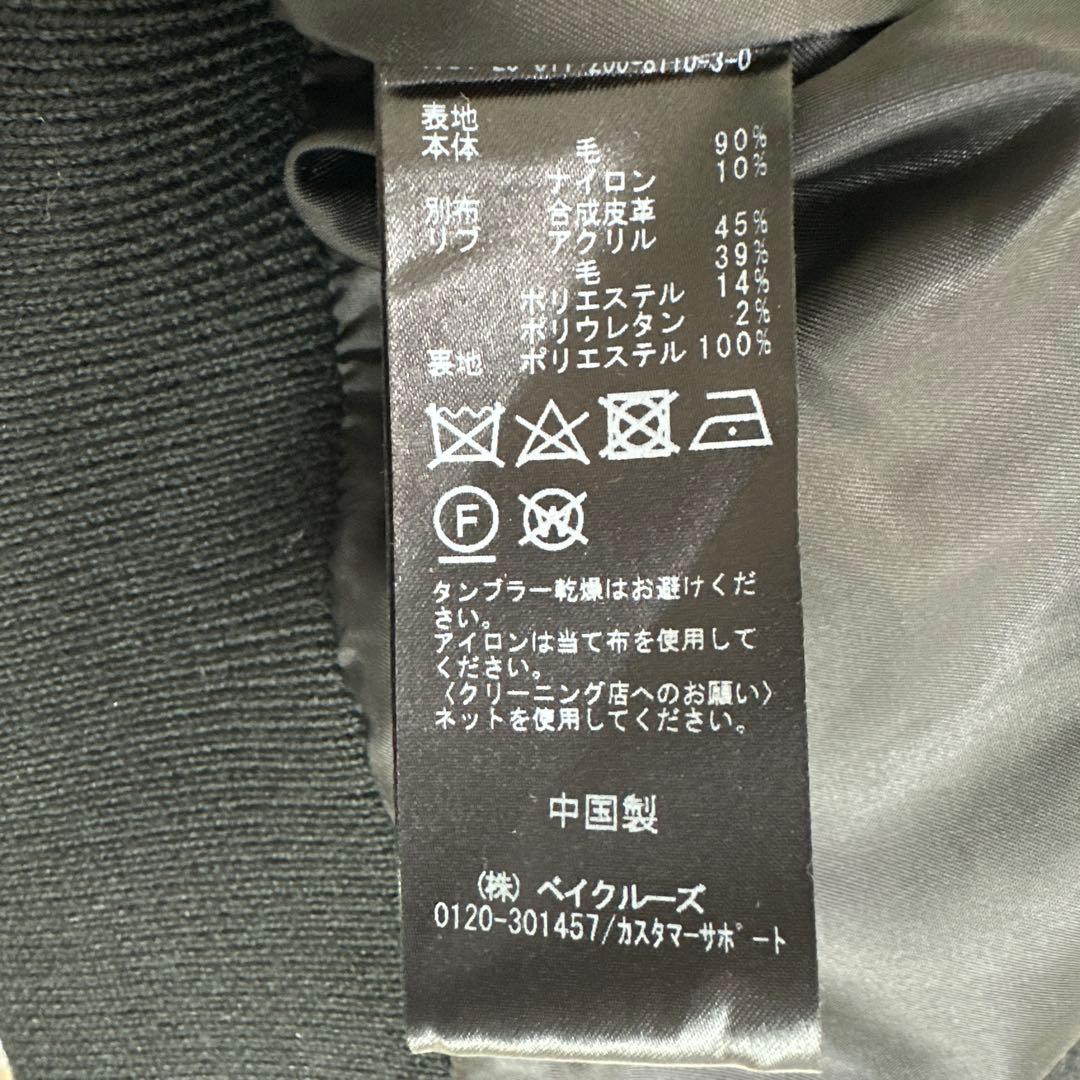 200-8710-3-0
表地
本体 毛 90%
ナイロン 10%
別布 合成皮革
リブ アクリル 45%
毛 39%
ポリエステル 14%
ポリウレタン 2%
裏地 ポリエステル 100%
F
W
タンブラー乾燥はお避けくだ
さい。
アイロンは当て布を使用して
ください。
〈クリーニング店へのお願い〉
ネットを使用してください。
中国製
(株)ベイクルーズ
0120-301457/カスタマーサポート